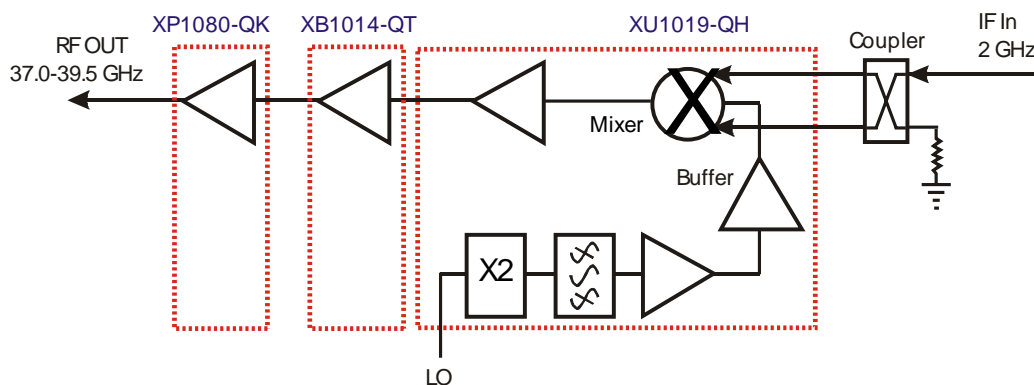 XP1080-QK
XB1014-QT
XU1019-QH
RF OUT
37.0-39.5 GHz
Coupler
IF In
2 GHz
Mixer
Buffer
X2
LO